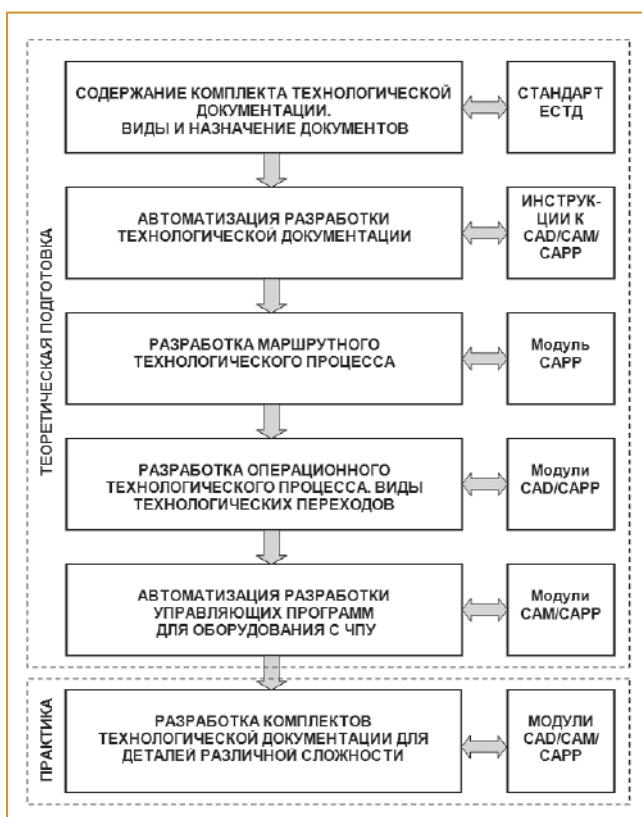 ТЕОРЕТИЧЕСКАЯ ПОДГОТОВКА
СОДЕРЖАНИЕ КОМПЛЕКТА ТЕХНОЛОГИЧЕСКОЙ
ДОКУМЕНТАЦИИ.
ВИДЫ И НАЗНАЧЕНИЕ ДОКУМЕНТОВ
СТАНДАРТ
ЕСТД
АВТОМАТИЗАЦИЯ РАЗРАБОТКИ
ТЕХНОЛОГИЧЕСКОЙ ДОКУМЕНТАЦИИ
ИНСТРУК-
ЦИИ К
CAD/CAM/
CAPP
РАЗРАБОТКА МАРШРУТНОГО
ТЕХНОЛОГИЧЕСКОГО ПРОЦЕССА
Модуль
CAPP
РАЗРАБОТКА ОПЕРАЦИОННОГО
ТЕХНОЛОГИЧЕСКОГО ПРОЦЕССА. ВИДЫ
ТЕХНОЛОГИЧЕСКИХ ПЕРЕХОДОВ
Модули
CAD/CAPP
АВТОМАТИЗАЦИЯ РАЗРАБОТКИ
УПРАВЛЯЮЩИХ ПРОГРАММ
ДЛЯ ОБОРУДОВАНИЯ С ЧПУ
Модули
CAM/CAPP
ПРАКТИКА
РАЗРАБОТКА КОМПЛЕКТОВ
ТЕХНОЛОГИЧЕСКОЙ ДОКУМЕНТАЦИИ ДЛЯ
ДЕТАЛЕЙ РАЗЛИЧНОЙ СЛОЖНОСТИ
МОДУЛИ
CAD/CAM/
CAPP